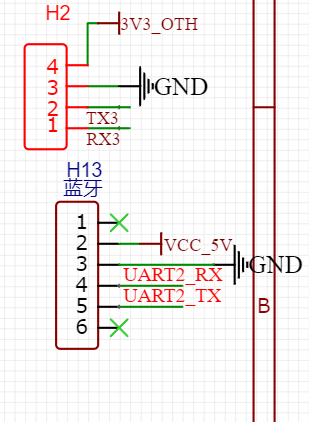 H2
3V3_OTH
4
3
GND
2
TX3
1
RX3
H13
蓝牙
1
2
VCC_5V
3
GND
UART2_RX
4
UART2_TX
5
B
6